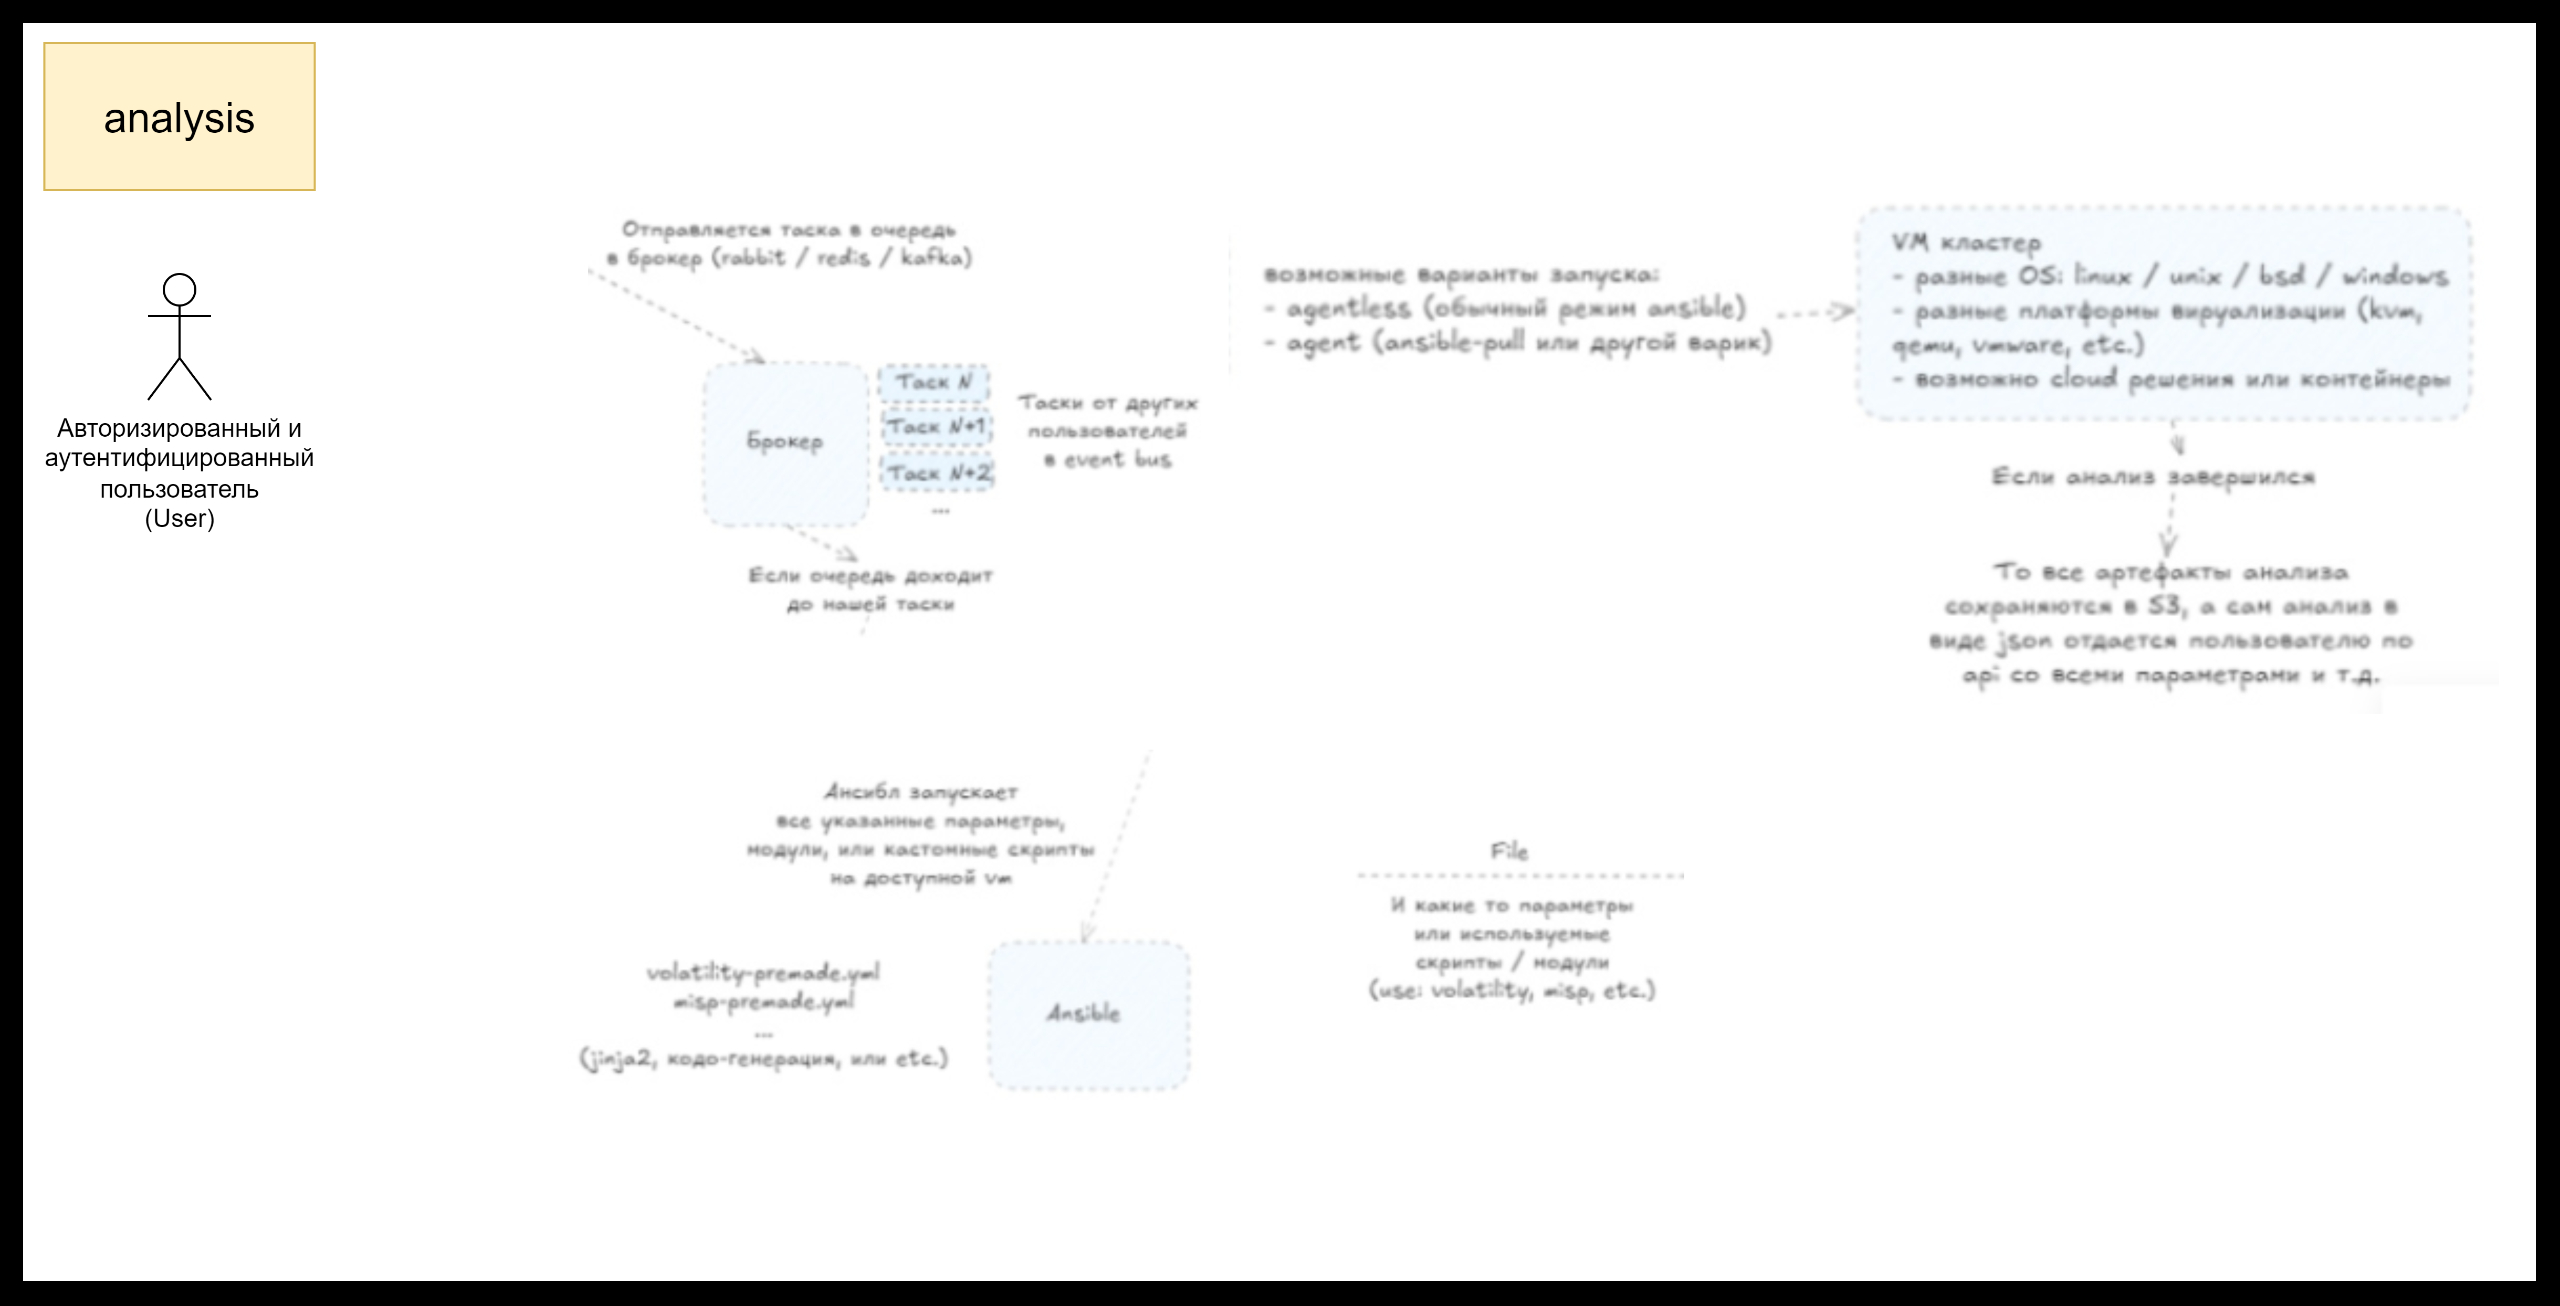 analysis
Авторизированный и
аутентифицированный
пользователь
(User)
Отправляется таска в очередь
в брокер (rabbit / redis / kafka)
Брокер
Таск N
Таск N+1
Таск N+2
...
Таски от других
пользователей
в event bus
Если очередь доходит
до нашей таски
возможные варианты запуска:
- agentless (обычный режим ansible)
- agent (ansible-pull или другой варик)
VM кластер
- разные OS: linux / unix / bsd / windows
- разные платформы вируализации (kvm,
qemu, vmware, etc.)
- возможно cloud решения или контейнеры
Если анализ завершился
То все артефакты анализа
сохраняются в S3, а сам анализ в
виде json отдается пользователю по
api со всеми параметрами и т.д.
Ансибл запускает
все указанные параметры,
модули, или кастомные скрипты
на доступной vm
volatility-premade.yml
misp-premade.yml
...
(jinja2, кодо-генерация, или etc.)
Ansible
File
И какие то параметры
или используемые
скрипты / модули
(use: volatility, misp, etc.)